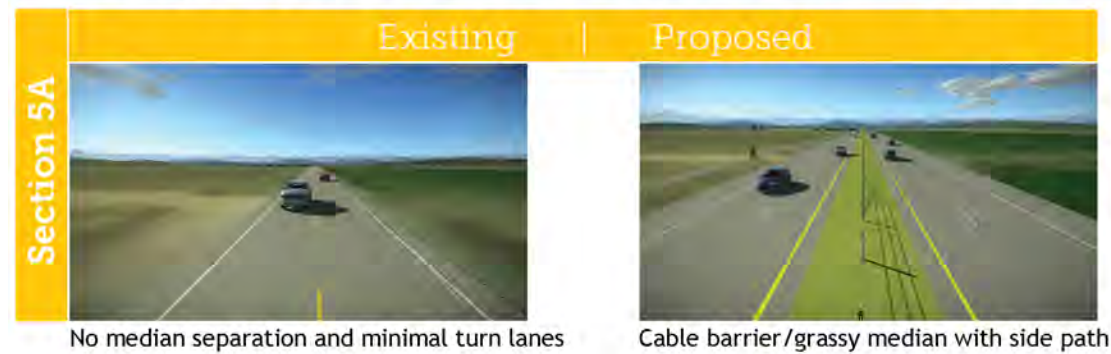 Existing | Proposed
Section 5A
No median separation and minimal turn lanes
Cable barrier/grassy median with side path